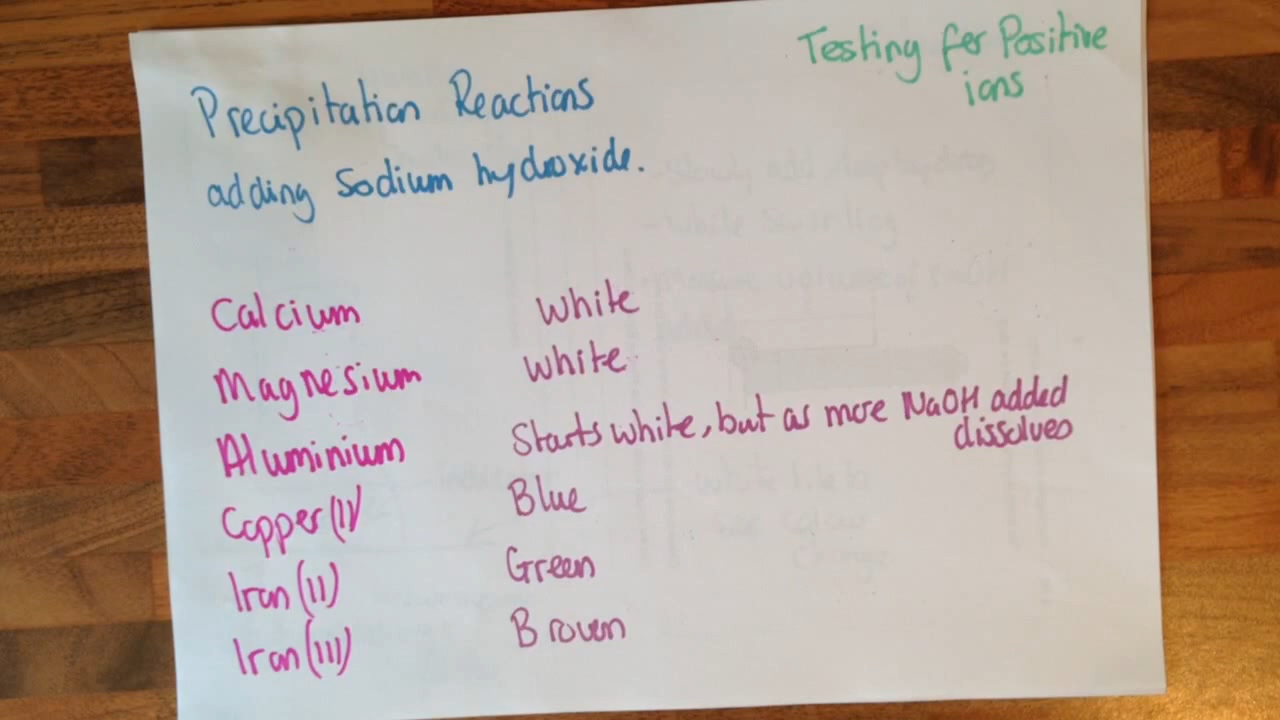 Testing for Positive
ions
Precipitation Reactions
adding Sodium hydroxide.
Calcium White
Magnesium White
Aluminium Starts white, but as more NaOH added
dissolves
Copper(II) Blue
Iron(II) Green
Iron(III) Brown